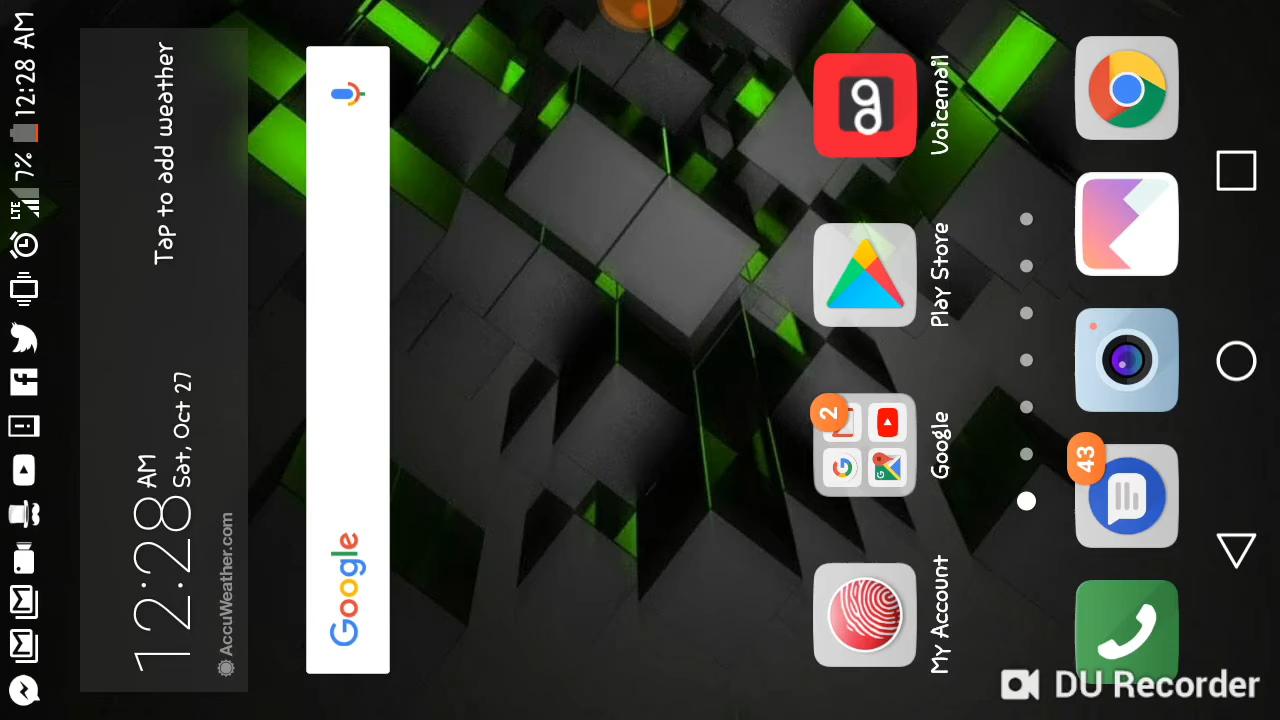 LTE 7% 12:28 AM
12:28 AM
Sat, Oct 27
Tap to add weather
AccuWeather.com
Google
2
My Account
Google
Play Store
Voicemail
43
DU Recorder